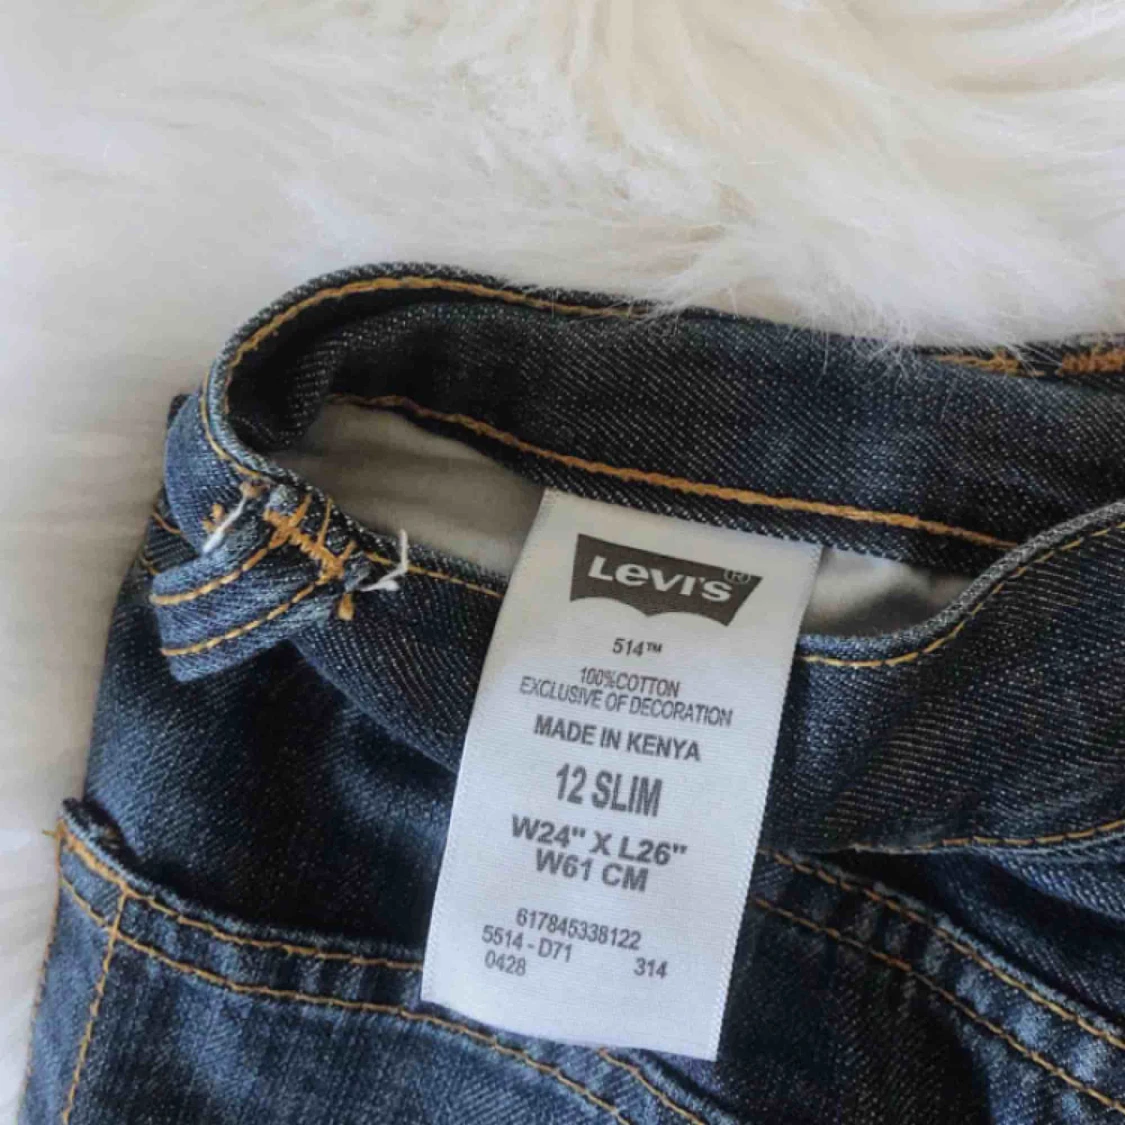 LEVI'S ®
514™
100%COTTON
EXCLUSIVE OF DECORATION
MADE IN KENYA
12 SLIM
W24" X L26"
W61 CM
617845338122
5514 - D71
0428 314